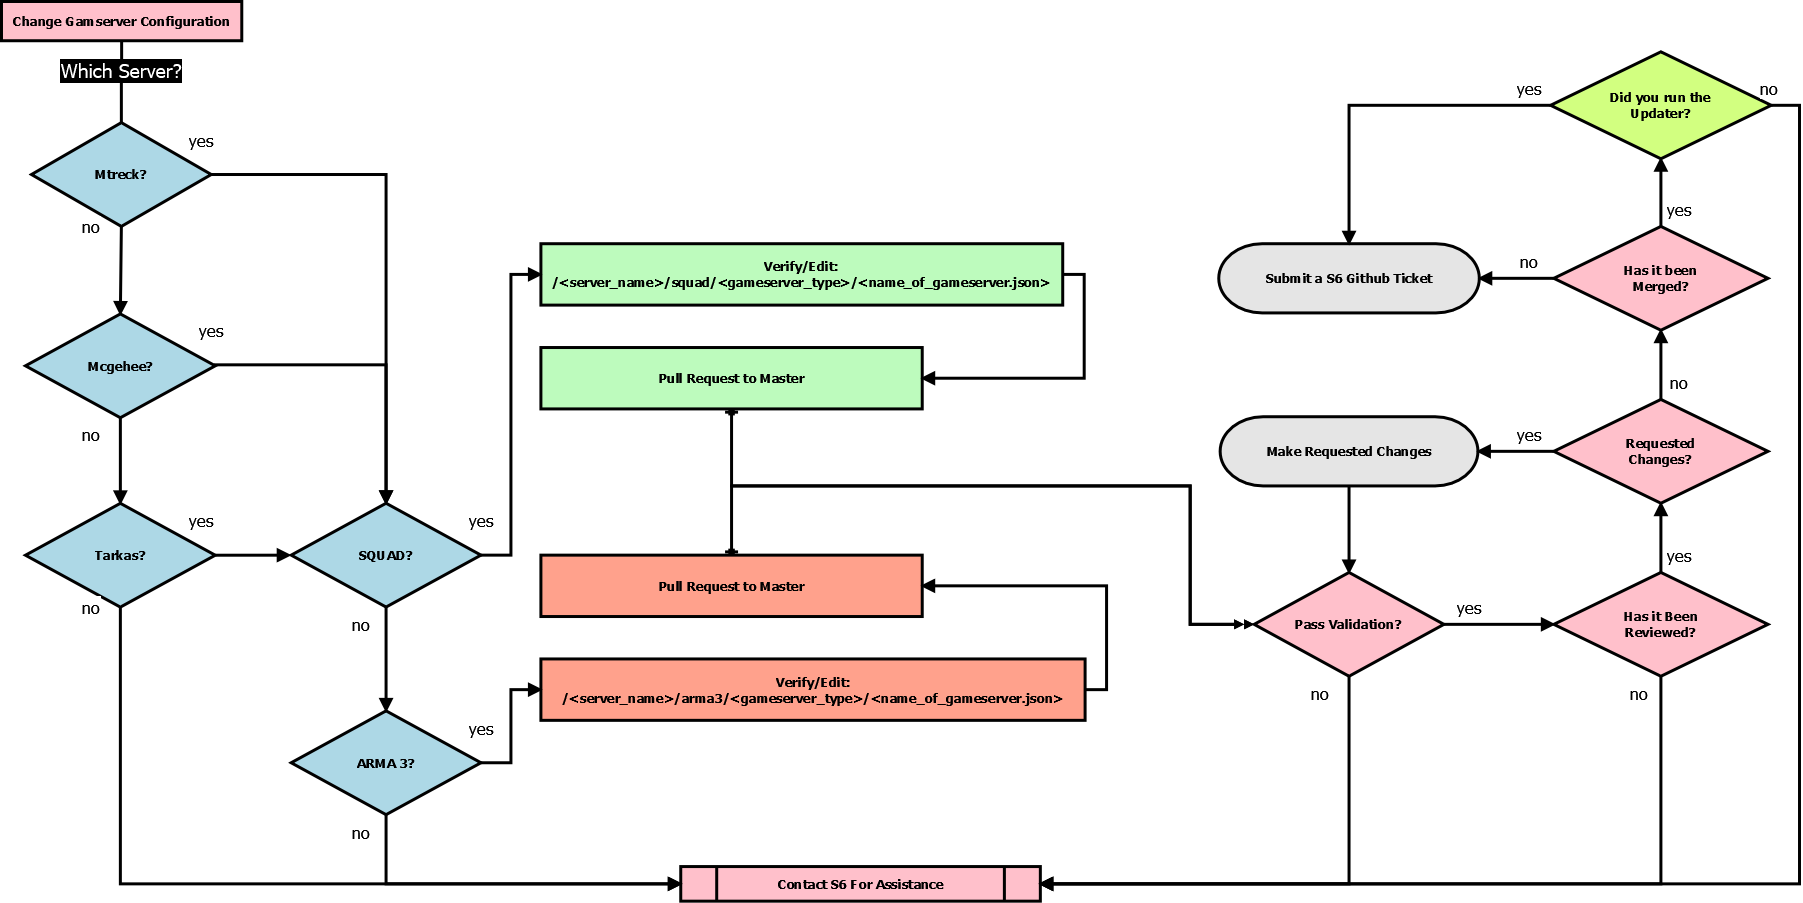 Change Gamserver Configuration
Which Server?
Mtreck?
yes
no
Mcgehee?
yes
no
Tarkas?
yes
no
SQUAD?
yes
no
ARMA 3?
yes
no
Verify/Edit:
/<server_name>/squad/<gameserver_type>/<name_of_gameserver.json>
Pull Request to Master
Pull Request to Master
Verify/Edit:
/<server_name>/arma3/<gameserver_type>/<name_of_gameserver.json>
Contact S6 For Assistance
Pass Validation?
yes
no
Has it Been
Reviewed?
yes
no
Requested
Changes?
yes
no
Make Requested Changes
Has it been
Merged?
yes
no
Submit a S6 Github Ticket
Did you run the
Updater?
yes
no